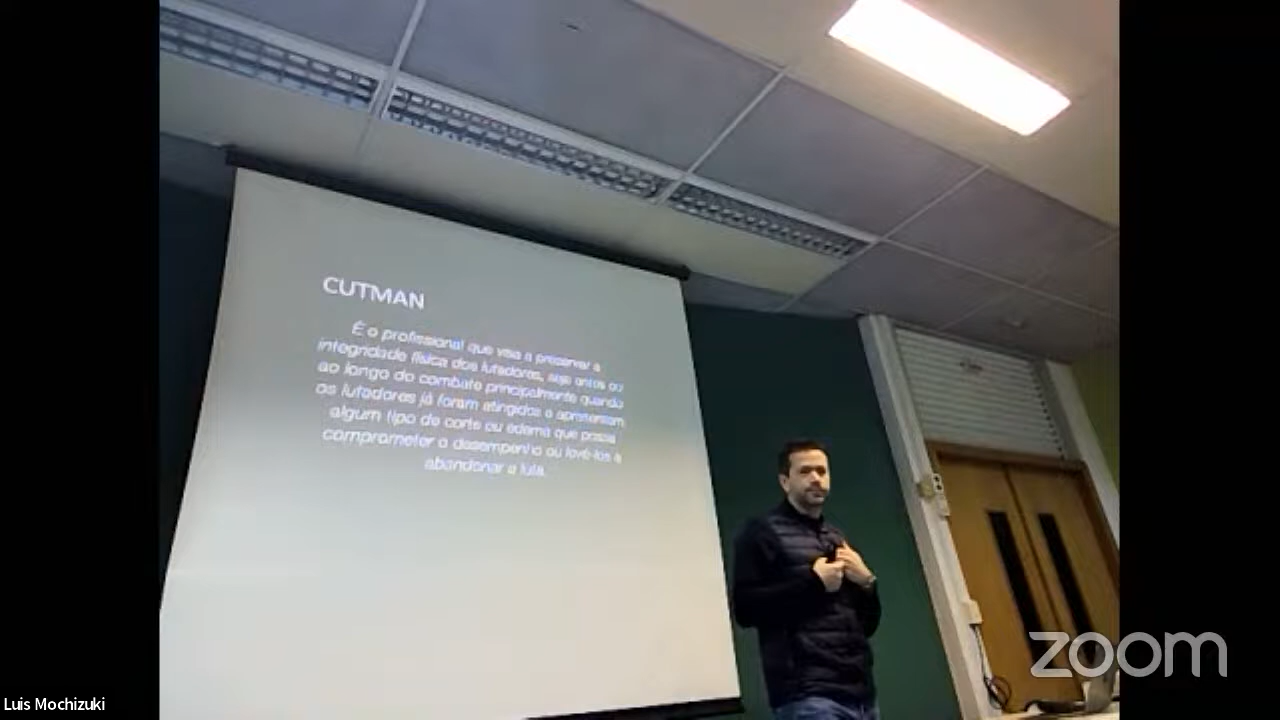 CUTMAN
É o profissional que visa a preservar a
integridade física dos lutadores, seja antes ou
ao longo do combate principalmente quando
os lutadores já foram atingidos e apresentam
algum tipo de corte ou edema que possa
comprometer o desempenho ou levá-los a
abandonar a luta.
zoom
Luis Mochizuki